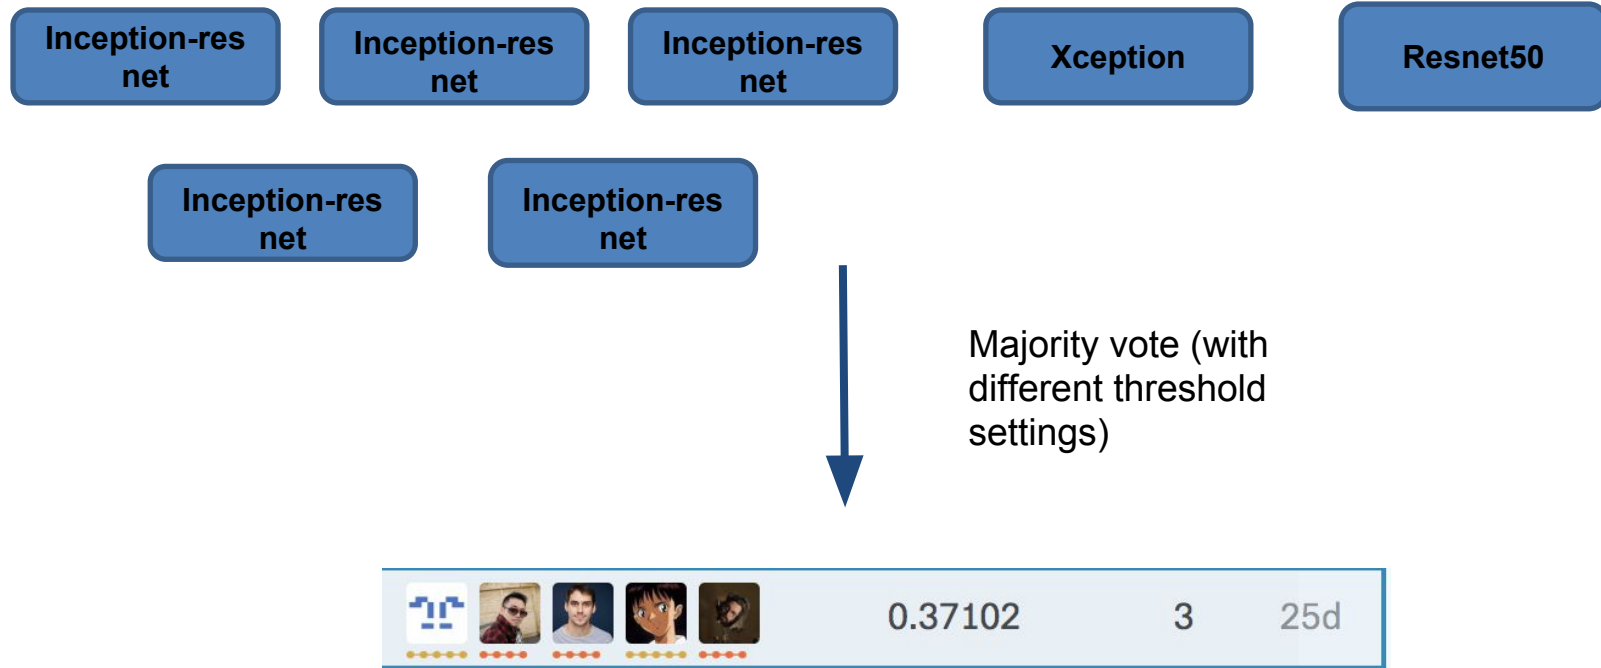 Inception-res
net
Inception-res
net
Inception-res
net
Xception
Resnet50
Inception-res
net
Inception-res
net
Majority vote (with
different threshold
settings)
0.37102 3 25d